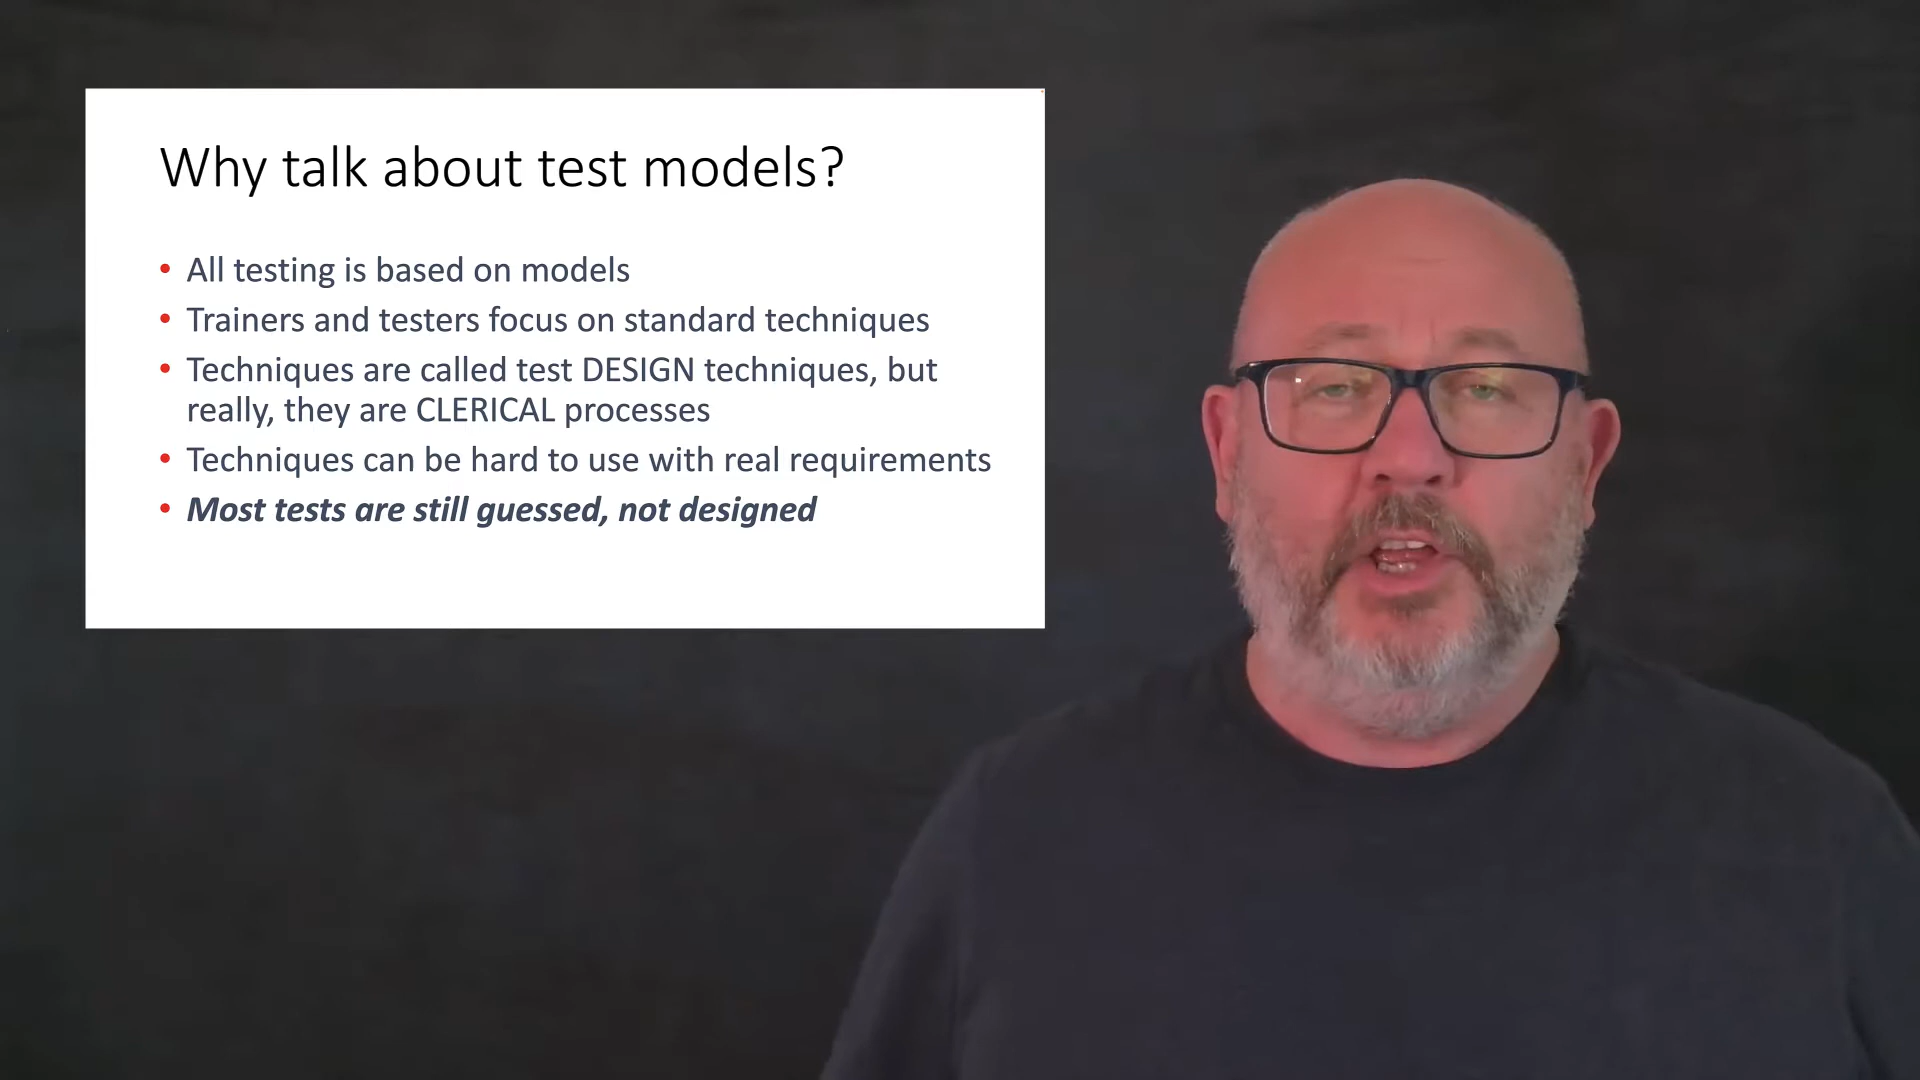 Why talk about test models?
• All testing is based on models
• Trainers and testers focus on standard techniques
• Techniques are called test DESIGN techniques, but
really, they are CLERICAL processes
• Techniques can be hard to use with real requirements
• Most tests are still guessed, not designed